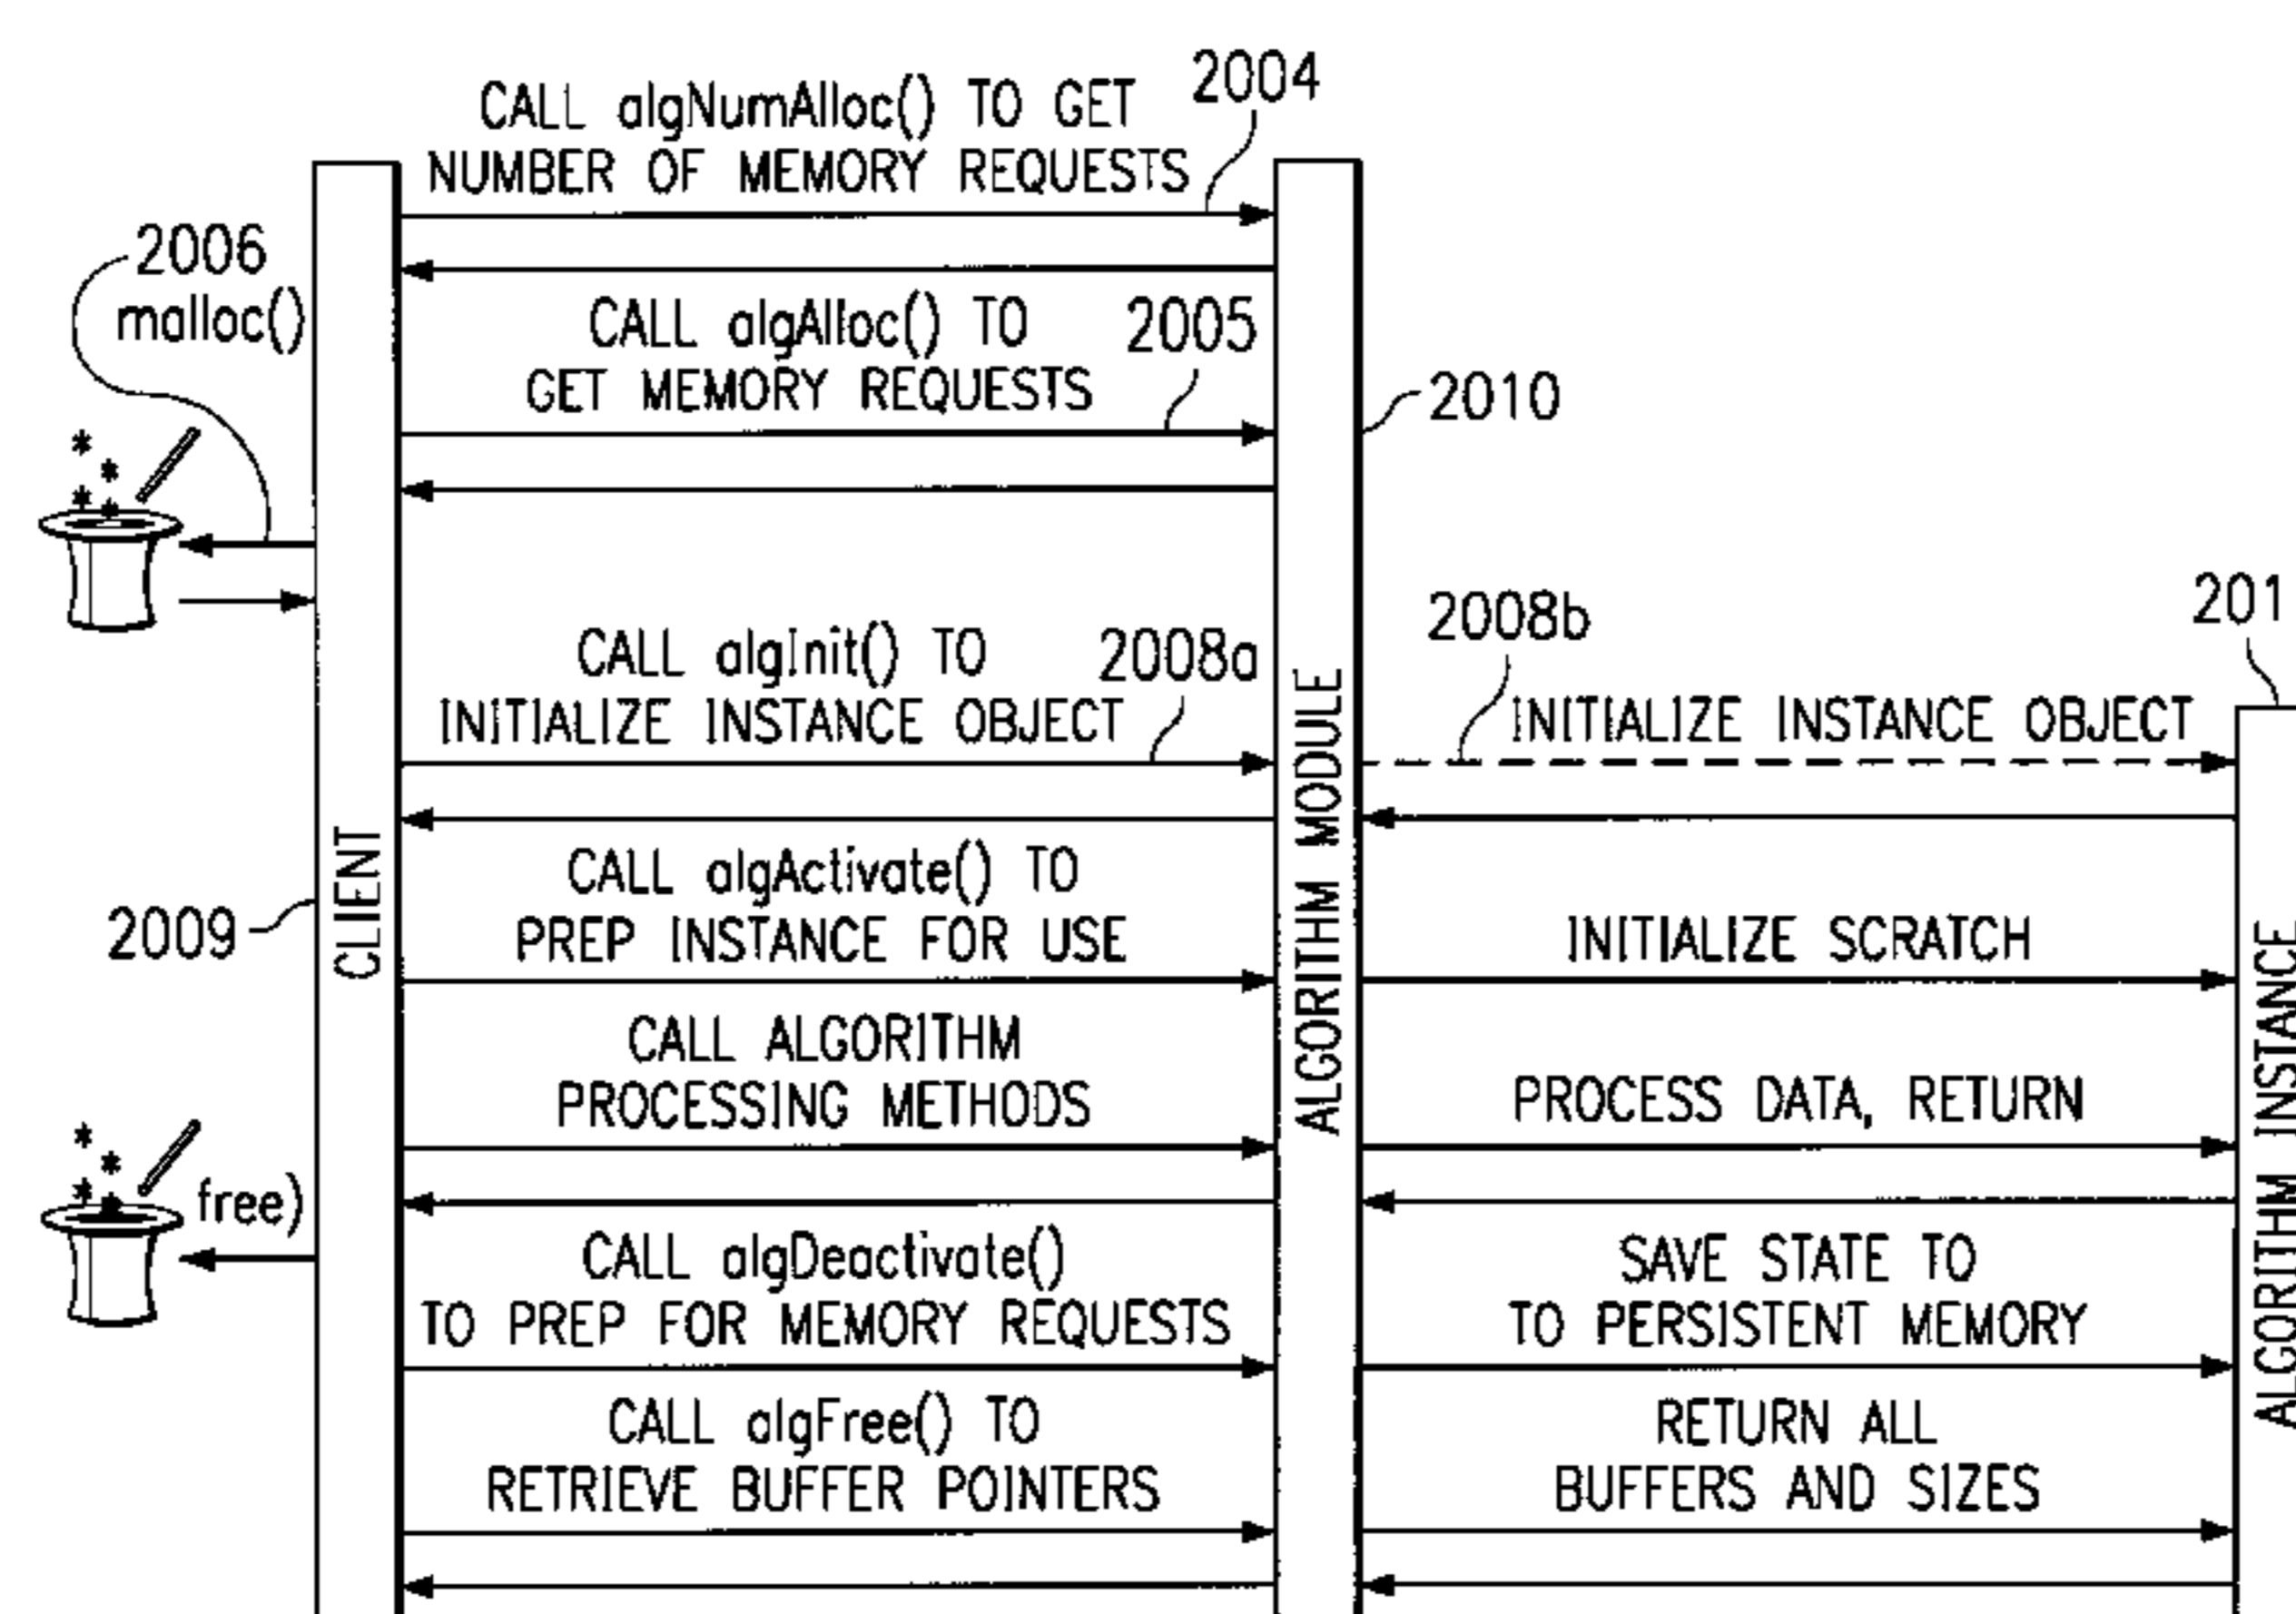 CALL algNumAlloc() TO GET
NUMBER OF MEMORY REQUESTS
2004
2006
malloc()
CALL algAlloc() TO
GET MEMORY REQUESTS
2005
2010
CALL algInit() TO
INITIALIZE INSTANCE OBJECT
2008a
2008b
INITIALIZE INSTANCE OBJECT
201
CLIENT
2009
ALGORITHM MODULE
ALGORITHM INSTANCE
CALL algActivate() TO
PREP INSTANCE FOR USE
INITIALIZE SCRATCH
CALL ALGORITHM
PROCESSING METHODS
PROCESS DATA, RETURN
free)
CALL algDeactivate()
TO PREP FOR MEMORY REQUESTS
SAVE STATE TO
TO PERSISTENT MEMORY
CALL algFree() TO
RETRIEVE BUFFER POINTERS
RETURN ALL
BUFFERS AND SIZES